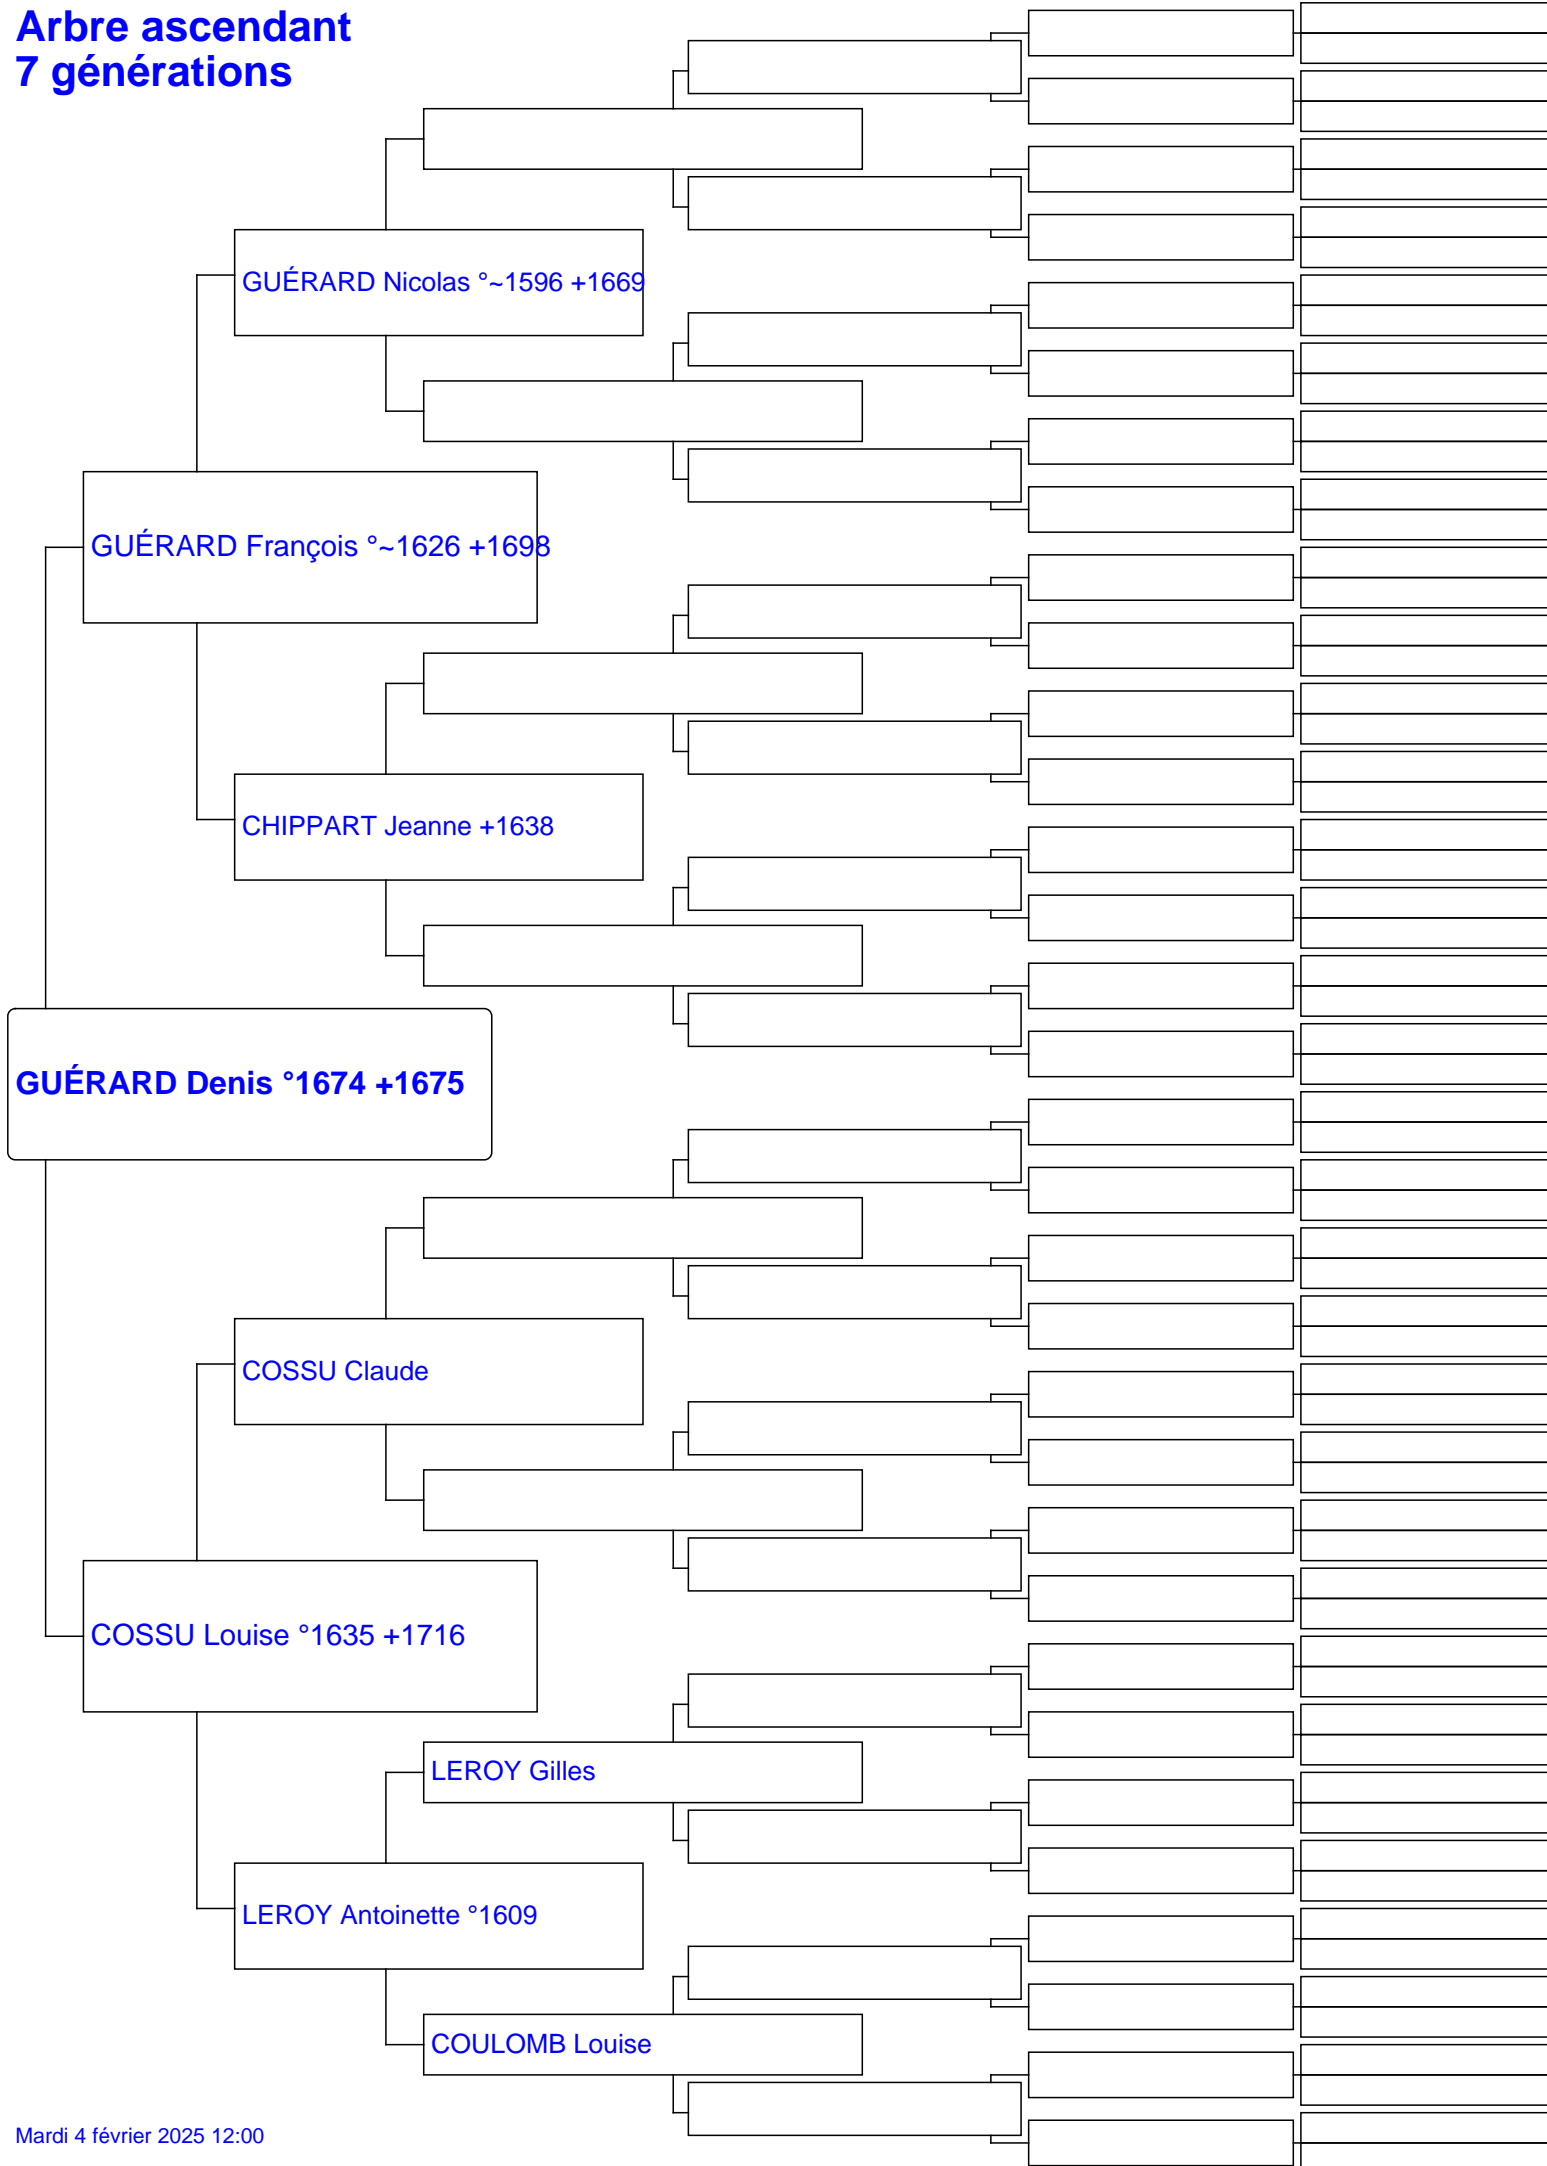 Arbre ascendant
7 générations
GUÉRARD Nicolas °~1596 +1669
GUÉRARD François °~1626 +1698
CHIPPART Jeanne +1638
GUÉRARD Denis °1674 +1675
COSSU Claude
COSSU Louise °1635 +1716
LEROY Gilles
LEROY Antoinette °1609
COULOMB Louise
Mardi 4 février 2025 12:00